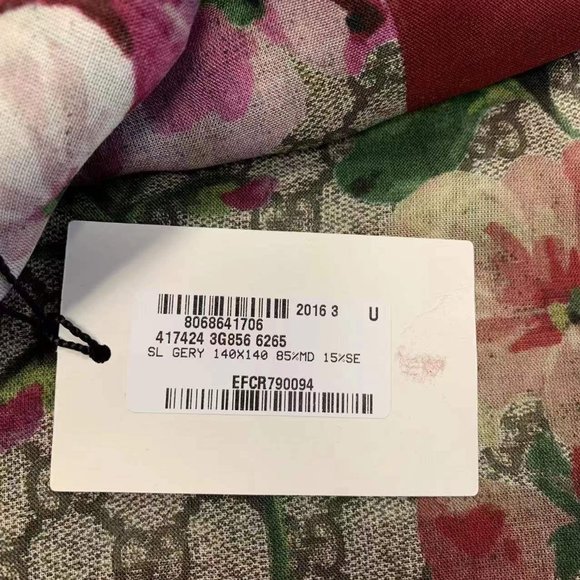 2016 3 U
8068641706
417424 3G856 6265
SL GERY 140X140 85%MD 15%SE
EFCR790094